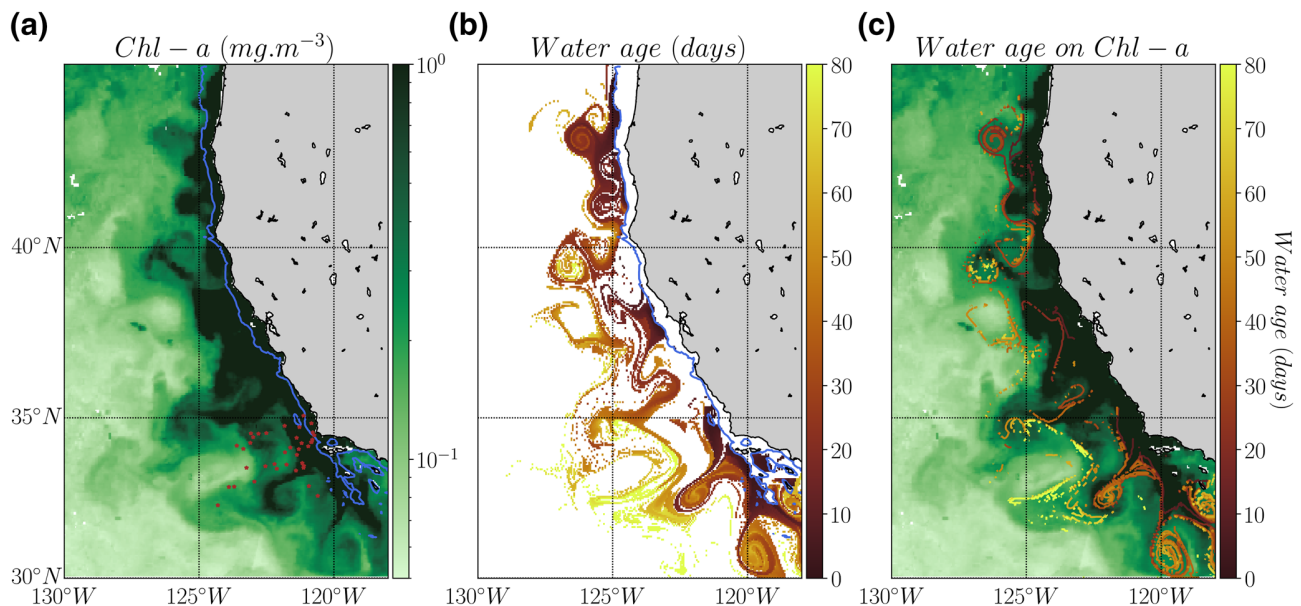 (a)
Chl − a (mg.m⁻³)
10⁰
10⁻¹
40°N
35°N
30°N
130°W
125°W
120°W
(b)
Water age (days)
80
70
60
50
40
30
20
10
0
130°W
125°W
120°W
(c)
Water age on Chl − a
80
70
60
50
40
30
20
10
0
Water age (days)
130°W
125°W
120°W